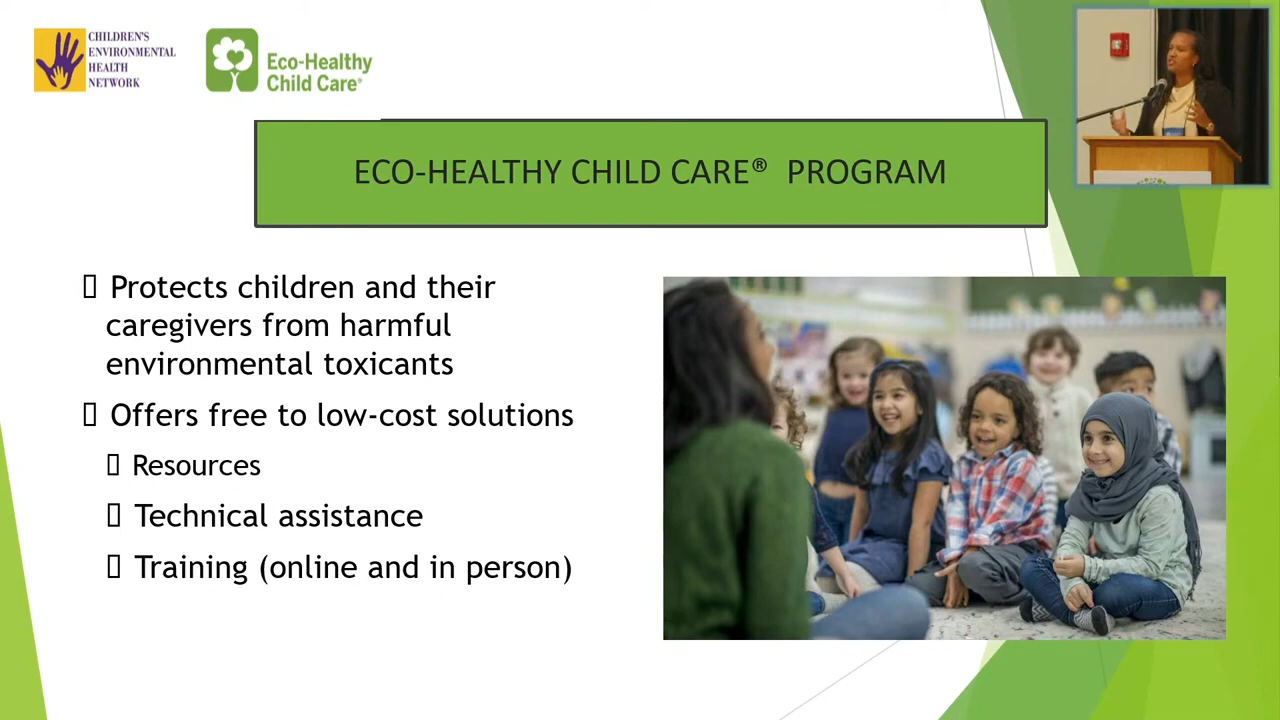 CHILDREN'S
ENVIRONMENTAL
HEALTH
NETWORK
Eco-Healthy
Child Care®
ECO-HEALTHY CHILD CARE® PROGRAM
Protects children and their
caregivers from harmful
environmental toxicants
Offers free to low-cost solutions
Resources
Technical assistance
Training (online and in person)